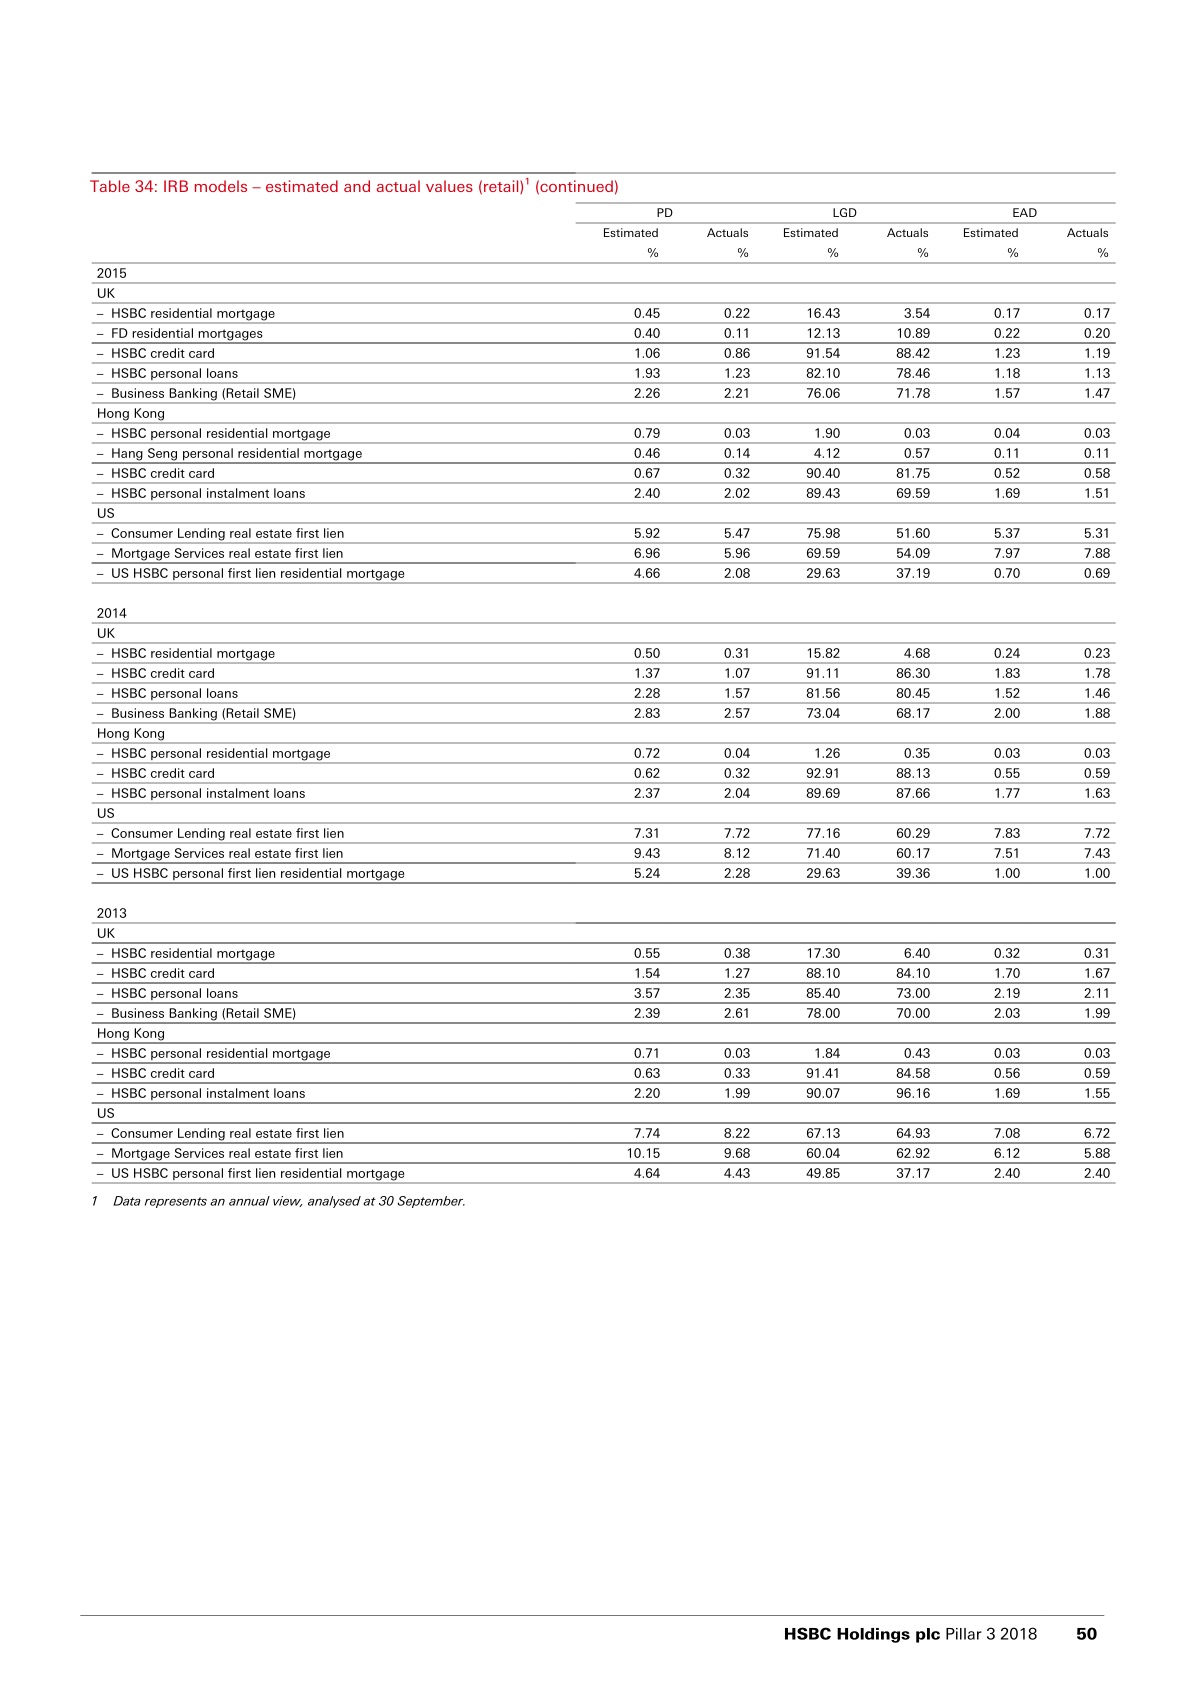 Table 34: IRB models – estimated and actual values (retail)1 (continued)
PD LGD EAD
Estimated Actuals Estimated Actuals Estimated Actuals
% % % % % %
2015
UK
– HSBC residential mortgage 0.45 0.22 16.43 3.54 0.17 0.17
– FD residential mortgages 0.40 0.11 12.13 10.89 0.22 0.20
– HSBC credit card 1.06 0.86 91.54 88.42 1.23 1.19
– HSBC personal loans 1.93 1.23 82.10 78.46 1.18 1.13
– Business Banking (Retail SME) 2.26 2.21 76.06 71.78 1.57 1.47
Hong Kong
– HSBC personal residential mortgage 0.79 0.03 1.90 0.03 0.04 0.03
– Hang Seng personal residential mortgage 0.46 0.14 4.12 0.57 0.11 0.11
– HSBC credit card 0.67 0.32 90.40 81.75 0.52 0.58
– HSBC personal instalment loans 2.40 2.02 89.43 69.59 1.69 1.51
US
– Consumer Lending real estate first lien 5.92 5.47 75.98 51.60 5.37 5.31
– Mortgage Services real estate first lien 6.96 5.96 69.59 54.09 7.97 7.88
– US HSBC personal first lien residential mortgage 4.66 2.08 29.63 37.19 0.70 0.69
2014
UK
– HSBC residential mortgage 0.50 0.31 15.82 4.68 0.24 0.23
– HSBC credit card 1.37 1.07 91.11 86.30 1.83 1.78
– HSBC personal loans 2.28 1.57 81.56 80.45 1.52 1.46
– Business Banking (Retail SME) 2.83 2.57 73.04 68.17 2.00 1.88
Hong Kong
– HSBC personal residential mortgage 0.72 0.04 1.26 0.35 0.03 0.03
– HSBC credit card 0.62 0.32 92.91 88.13 0.55 0.59
– HSBC personal instalment loans 2.37 2.04 89.69 87.66 1.77 1.63
US
– Consumer Lending real estate first lien 7.31 7.72 77.16 60.29 7.83 7.72
– Mortgage Services real estate first lien 9.43 8.12 71.40 60.17 7.51 7.43
– US HSBC personal first lien residential mortgage 5.24 2.28 29.63 39.36 1.00 1.00
2013
UK
– HSBC residential mortgage 0.55 0.38 17.30 6.40 0.32 0.31
– HSBC credit card 1.54 1.27 88.10 84.10 1.70 1.67
– HSBC personal loans 3.57 2.35 85.40 73.00 2.19 2.11
– Business Banking (Retail SME) 2.39 2.61 78.00 70.00 2.03 1.99
Hong Kong
– HSBC personal residential mortgage 0.71 0.03 1.84 0.43 0.03 0.03
– HSBC credit card 0.63 0.33 91.41 84.58 0.56 0.59
– HSBC personal instalment loans 2.20 1.99 90.07 96.16 1.69 1.55
US
– Consumer Lending real estate first lien 7.74 8.22 67.13 64.93 7.08 6.72
– Mortgage Services real estate first lien 10.15 9.68 60.04 62.92 6.12 5.88
– US HSBC personal first lien residential mortgage 4.64 4.43 49.85 37.17 2.40 2.40
1 Data represents an annual view, analysed at 30 September.
HSBC Holdings plc Pillar 3 2018 50